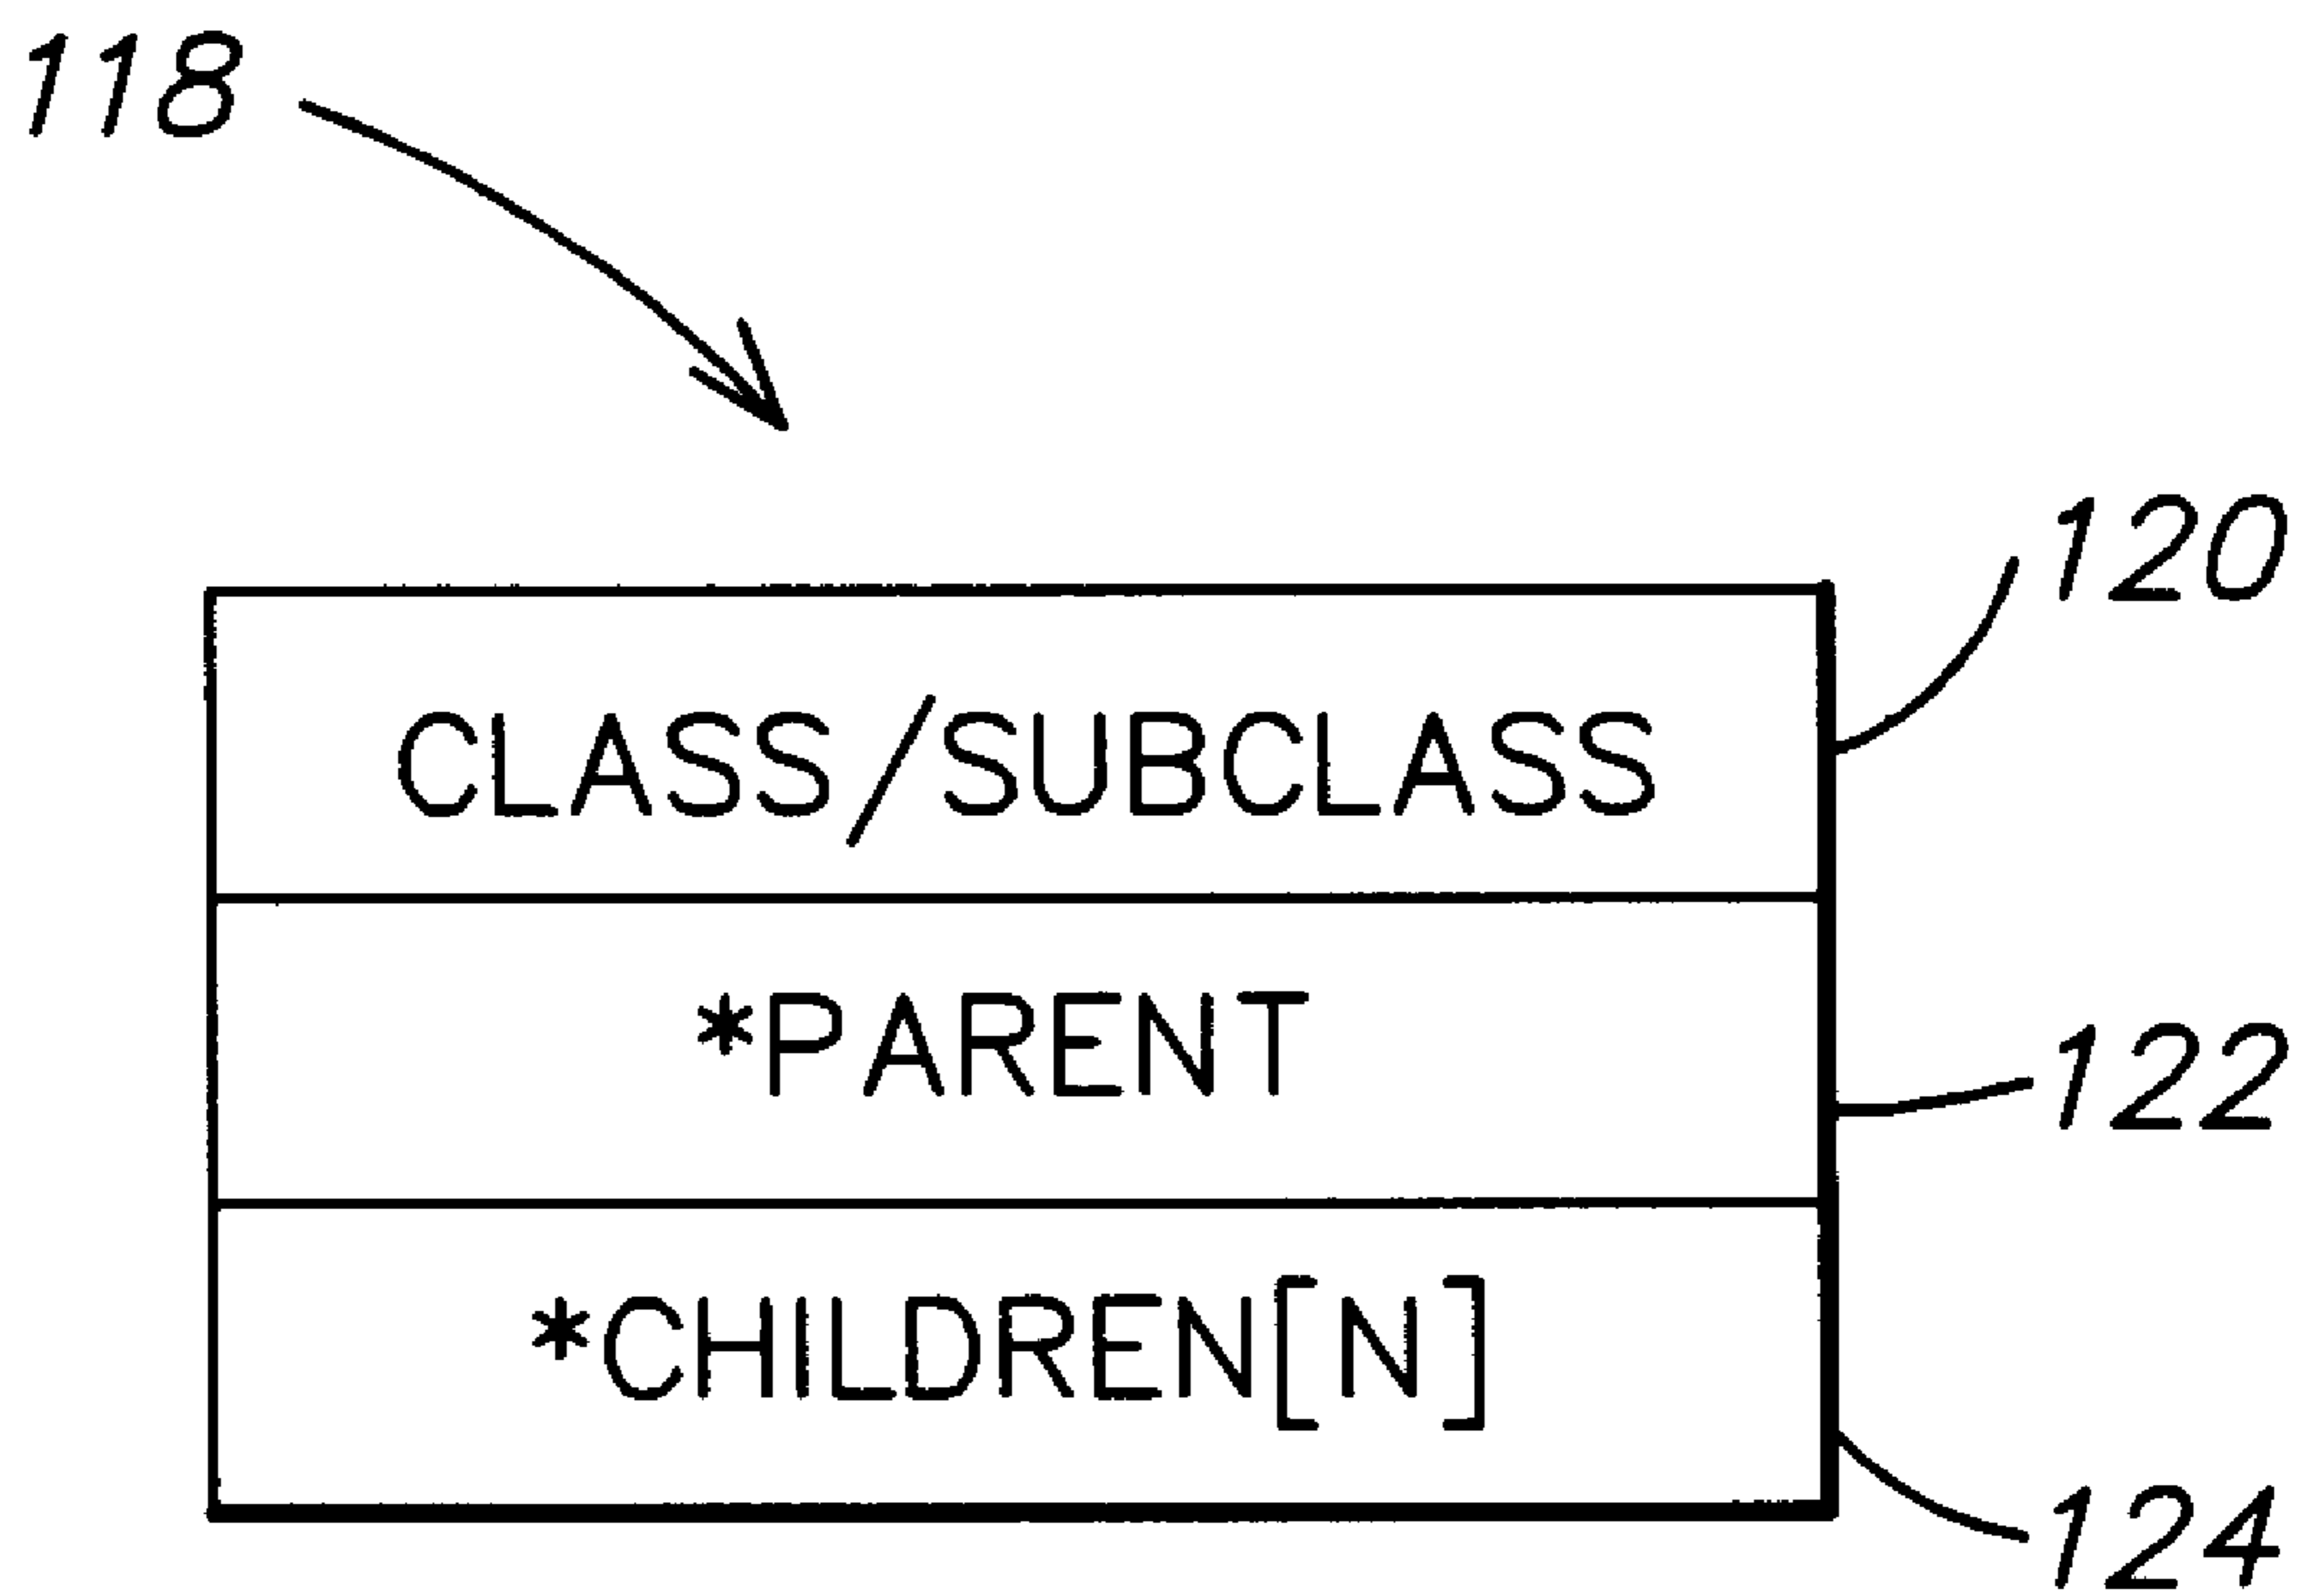 118
120
CLASS/SUBCLASS
*PARENT
122
*CHILDREN[N]
124